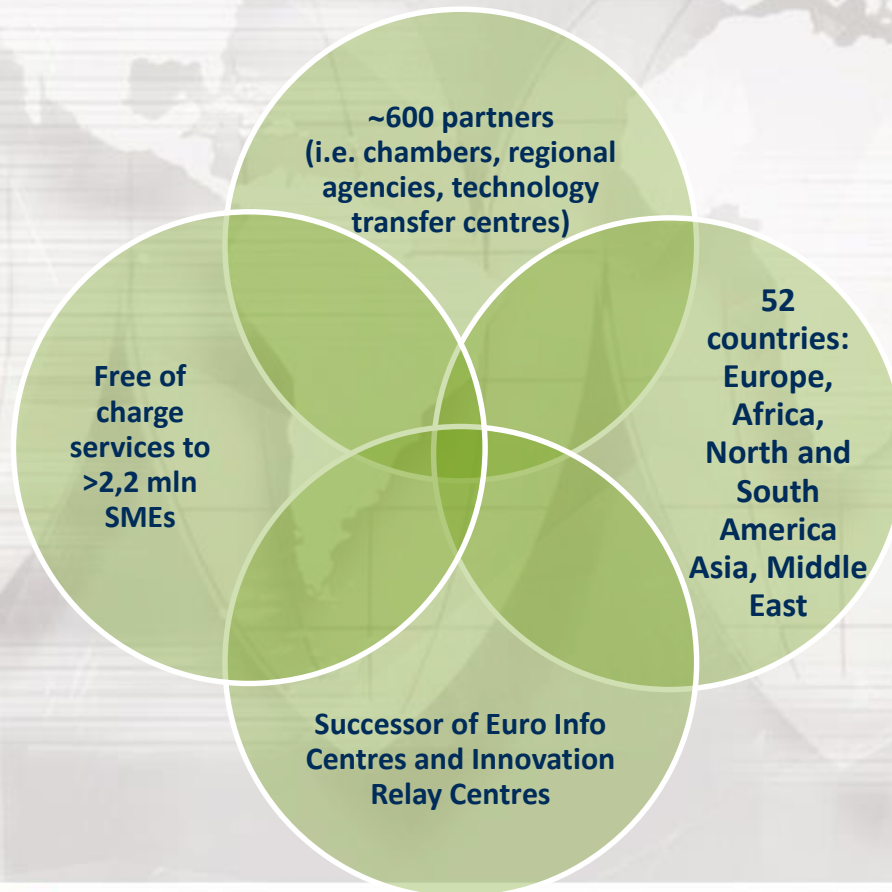 ~600 partners
(i.e. chambers, regional
agencies, technology
transfer centres)
Free of
charge
services to
>2,2 mln
SMEs
52
countries:
Europe,
Africa,
North and
South
America
Asia, Middle
East
Successor of Euro Info
Centres and Innovation
Relay Centres